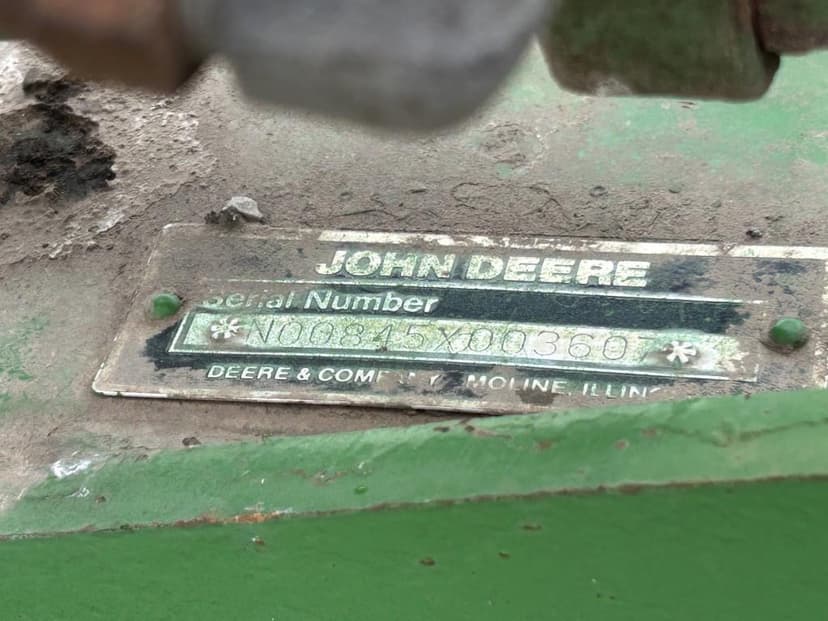 JOHN DEERE
Serial Number
*N00845X003607*
DEERE & COMPANY MOLINE, ILLINO